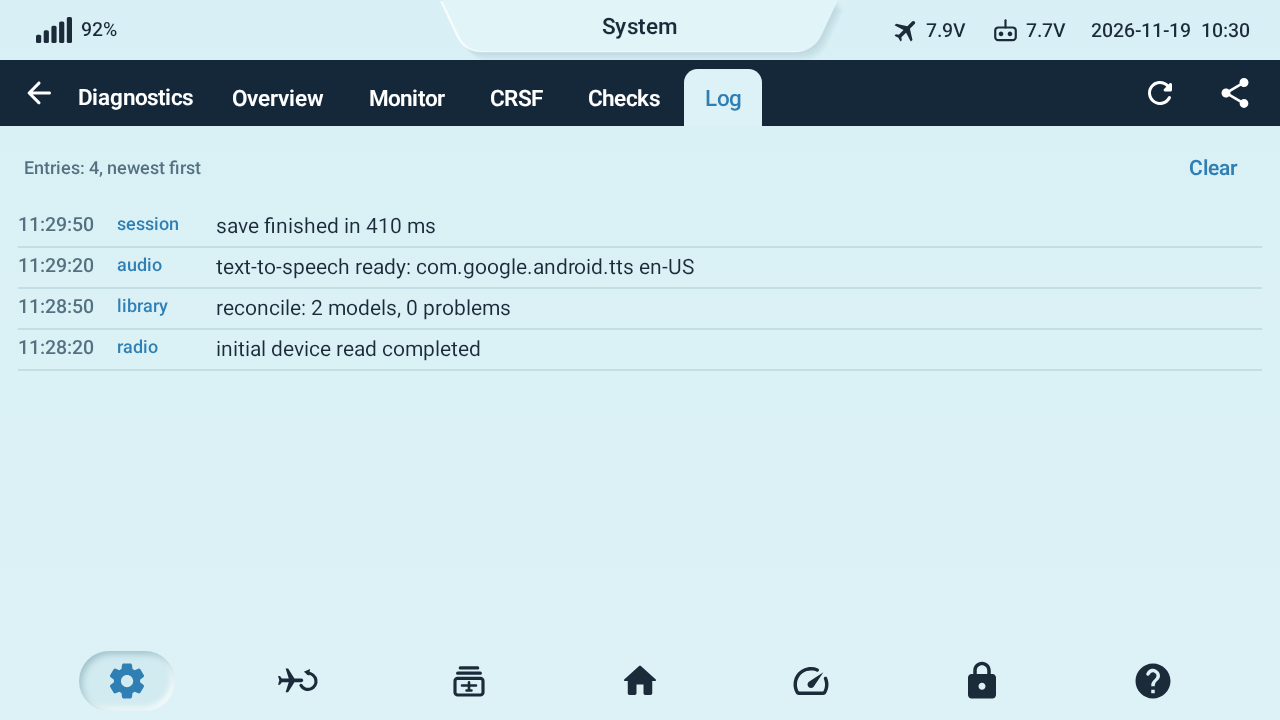 92% System 7.9V 7.7V 2026-11-19 10:30
Diagnostics Overview Monitor CRSF Checks Log
Entries: 4, newest first Clear
11:29:50 session save finished in 410 ms
11:29:20 audio text-to-speech ready: com.google.android.tts en-US
11:28:50 library reconcile: 2 models, 0 problems
11:28:20 radio initial device read completed